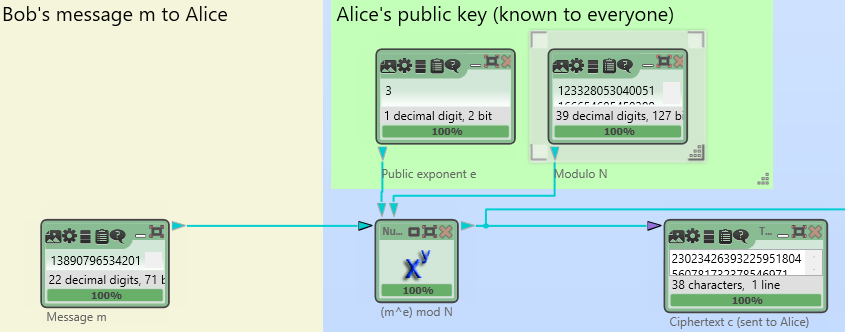 Bob's message m to Alice
Alice's public key (known to everyone)
3
1 decimal digit, 2 bit
100%
Public exponent e
123328053040051
39 decimal digits, 127 bi
100%
Modulo N
13890796534201
22 decimal digits, 71 b
100%
Message m
Nu...
x^y
100%
(m^e) mod N
T...
23023426393225951804
560781732378546971
38 characters, 1 line
100%
Ciphertext c (sent to Alice)